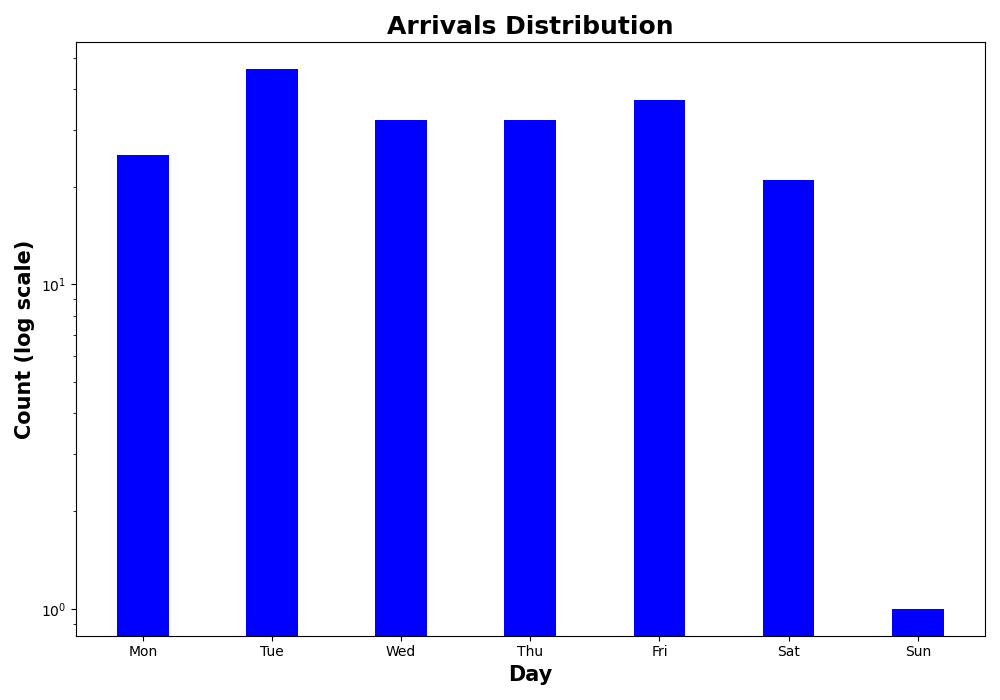 Arrivals Distribution
Count (log scale)
10¹
10⁰
Mon Tue Wed Thu Fri Sat Sun
Day